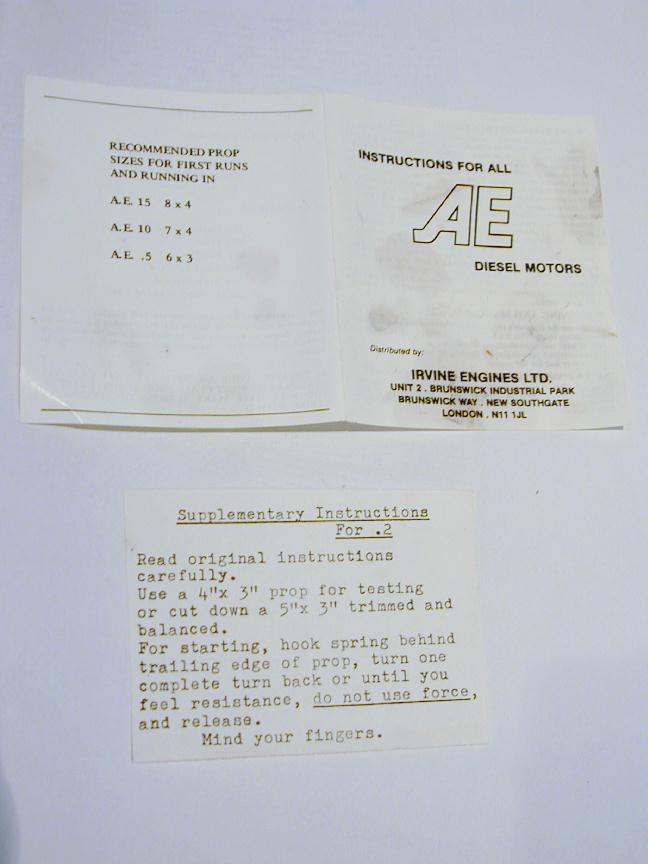 RECOMMENDED PROP
SIZES FOR FIRST RUNS
AND RUNNING IN
A.E. 15 8 x 4
A.E. 10 7 x 4
A.E. .5 6 x 3
INSTRUCTIONS FOR ALL
AE
DIESEL MOTORS
Distributed by:
IRVINE ENGINES LTD.
UNIT 2 . BRUNSWICK INDUSTRIAL PARK
BRUNSWICK WAY . NEW SOUTHGATE
LONDON . N11 1JL
Supplementary Instructions
For .2
Read original instructions
carefully.
Use a 4"x 3" prop for testing
or cut down a 5"x 3" trimmed and
balanced.
For starting, hook spring behind
trailing edge of prop, turn one
complete turn back or until you
feel resistance, do not use force,
and release.
Mind your fingers.